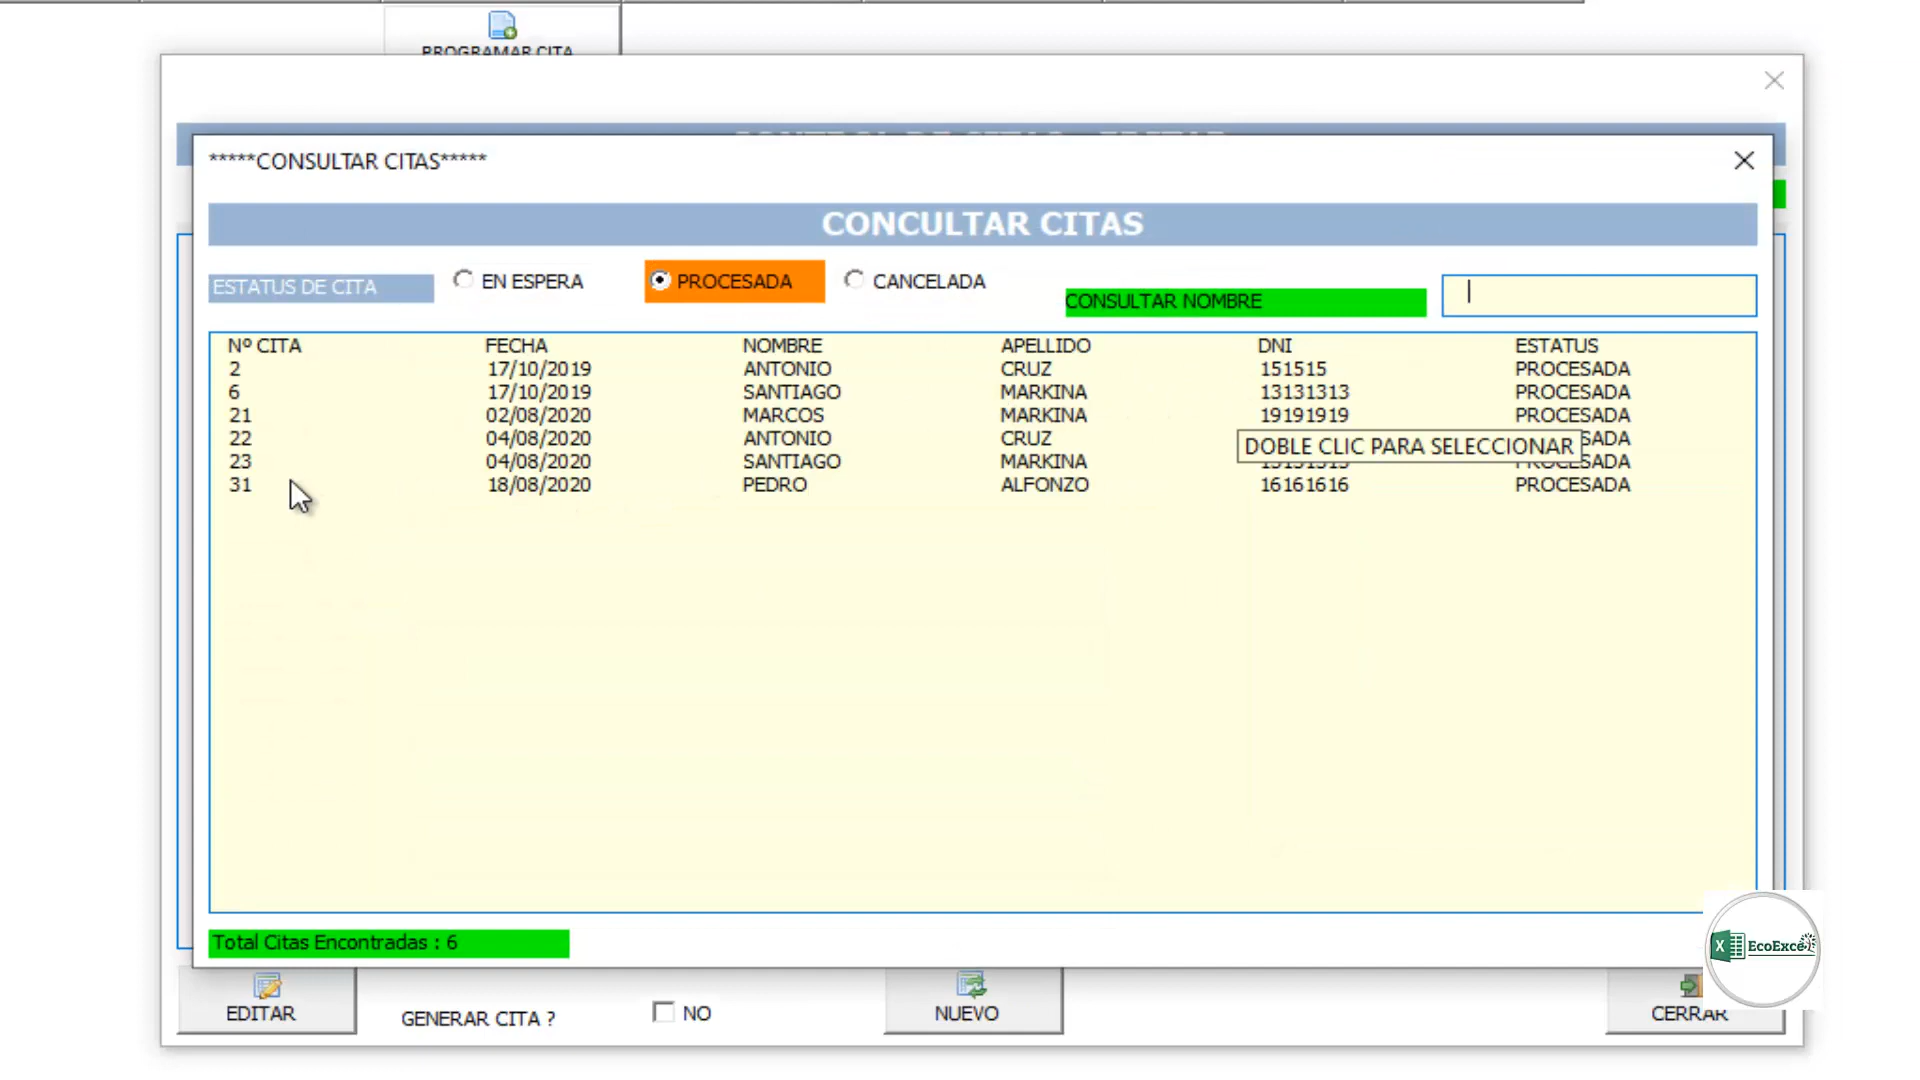 PROGRAMAR CITA
*****CONSULTAR CITAS*****
CONCULTAR CITAS
ESTATUS DE CITA
EN ESPERA
PROCESADA
CANCELADA
CONSULTAR NOMBRE
Nº CITA FECHA NOMBRE APELLIDO DNI ESTATUS
2 17/10/2019 ANTONIO CRUZ 151515 PROCESADA
6 17/10/2019 SANTIAGO MARKINA 13131313 PROCESADA
21 02/08/2020 MARCOS MARKINA 19191919 PROCESADA
22 04/08/2020 ANTONIO CRUZ
DOBLE CLIC PARA SELECCIONAR
23 04/08/2020 SANTIAGO MARKINA PROCESADA
31 18/08/2020 PEDRO ALFONZO 16161616 PROCESADA
Total Citas Encontradas : 6
EcoExcel
EDITAR
GENERAR CITA ?
NO
NUEVO
CERRAR